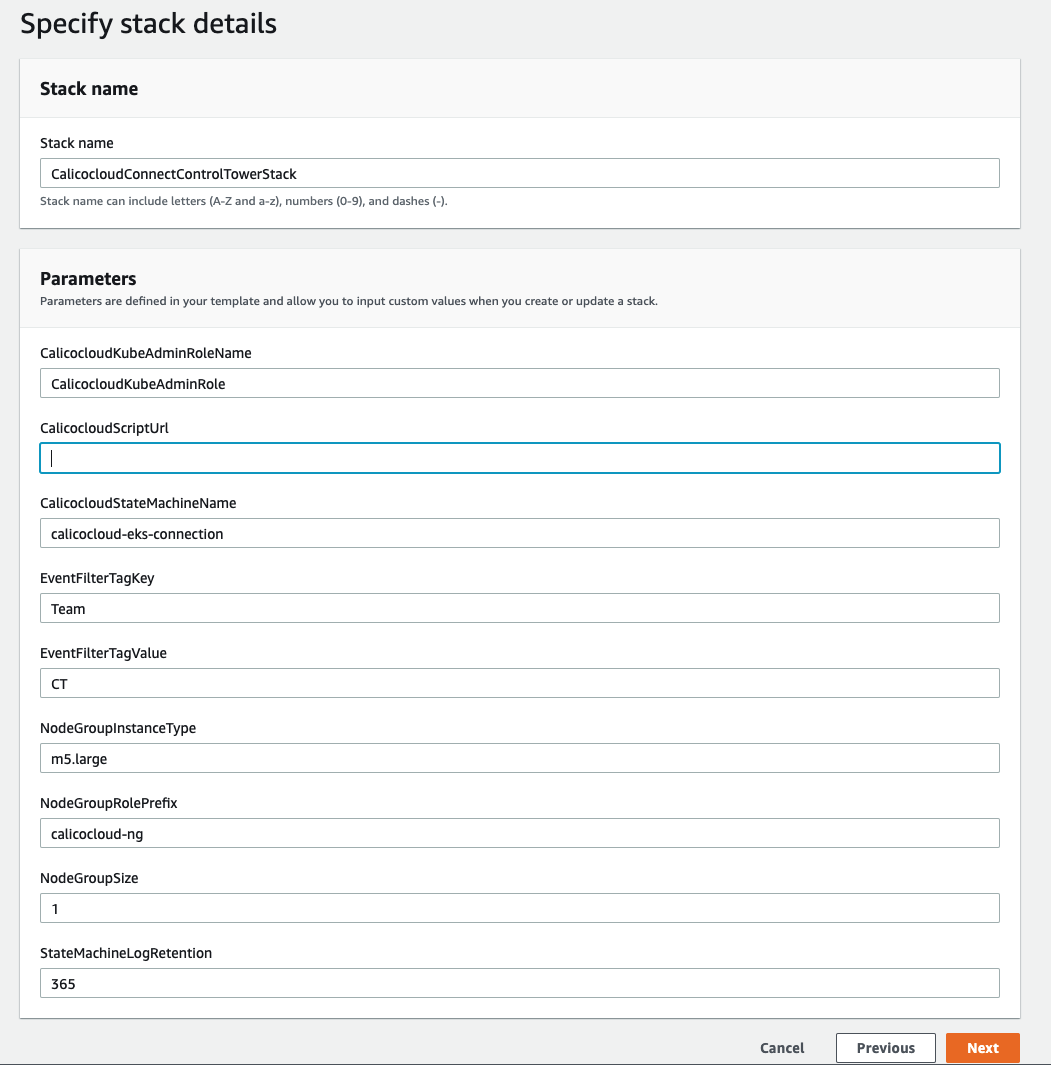 Specify stack details
Stack name
Stack name
CalicocloudConnectControlTowerStack
Stack name can include letters (A-Z and a-z), numbers (0-9), and dashes (-).
Parameters
Parameters are defined in your template and allow you to input custom values when you create or update a stack.
CalicocloudKubeAdminRoleName
CalicocloudKubeAdminRole
CalicocloudScriptUrl
CalicocloudStateMachineName
calicocloud-eks-connection
EventFilterTagKey
Team
EventFilterTagValue
CT
NodeGroupInstanceType
m5.large
NodeGroupRolePrefix
calicocloud-ng
NodeGroupSize
1
StateMachineLogRetention
365
Cancel Previous Next